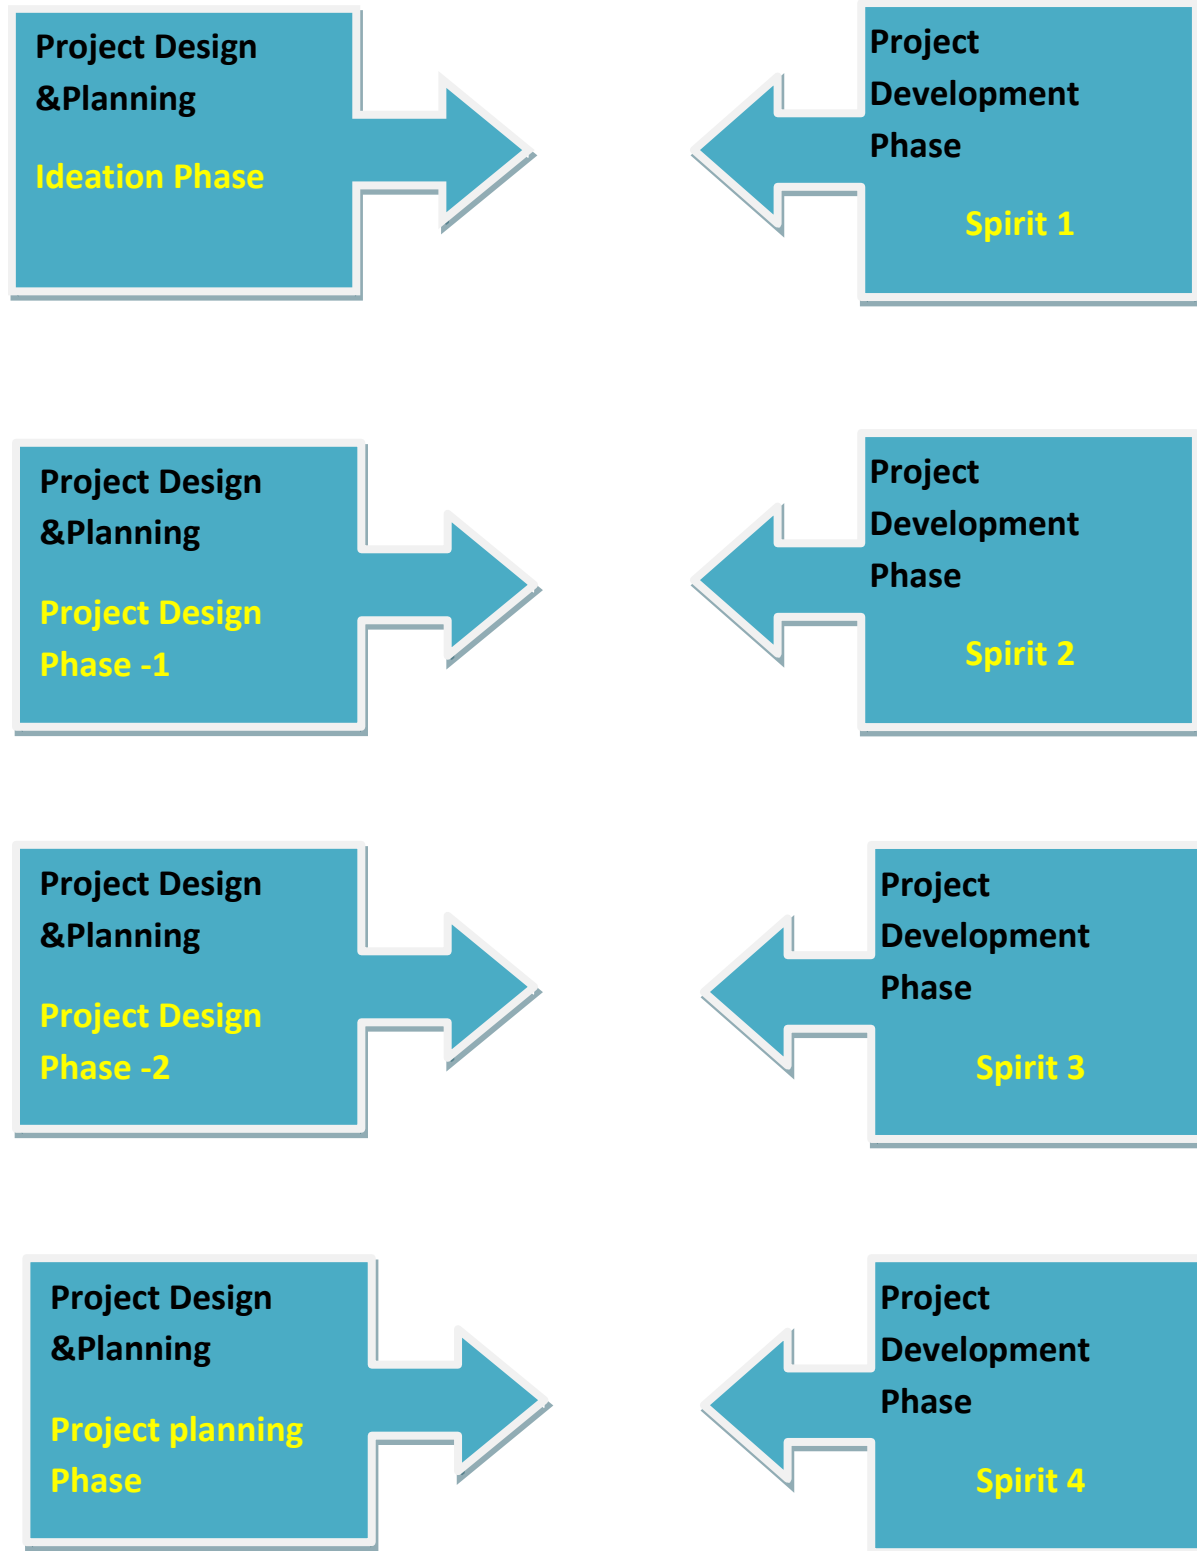 Project Design
&Planning
Ideation Phase
Project
Development
Phase
Spirit 1
Project Design
&Planning
Project Design
Phase -1
Project
Development
Phase
Spirit 2
Project Design
&Planning
Project Design
Phase -2
Project
Development
Phase
Spirit 3
Project Design
&Planning
Project planning
Phase
Project
Development
Phase
Spirit 4